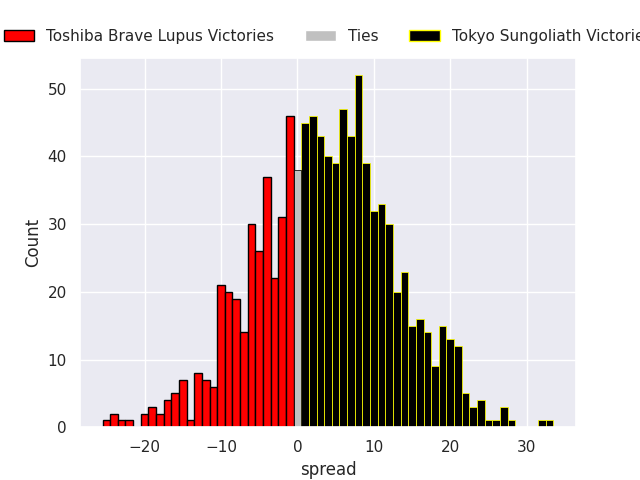 Toshiba Brave Lupus Victories Ties Tokyo Sungoliath Victorie
50
40
30
20
10
0
Count
−20 −10 0 10 20 30
spread